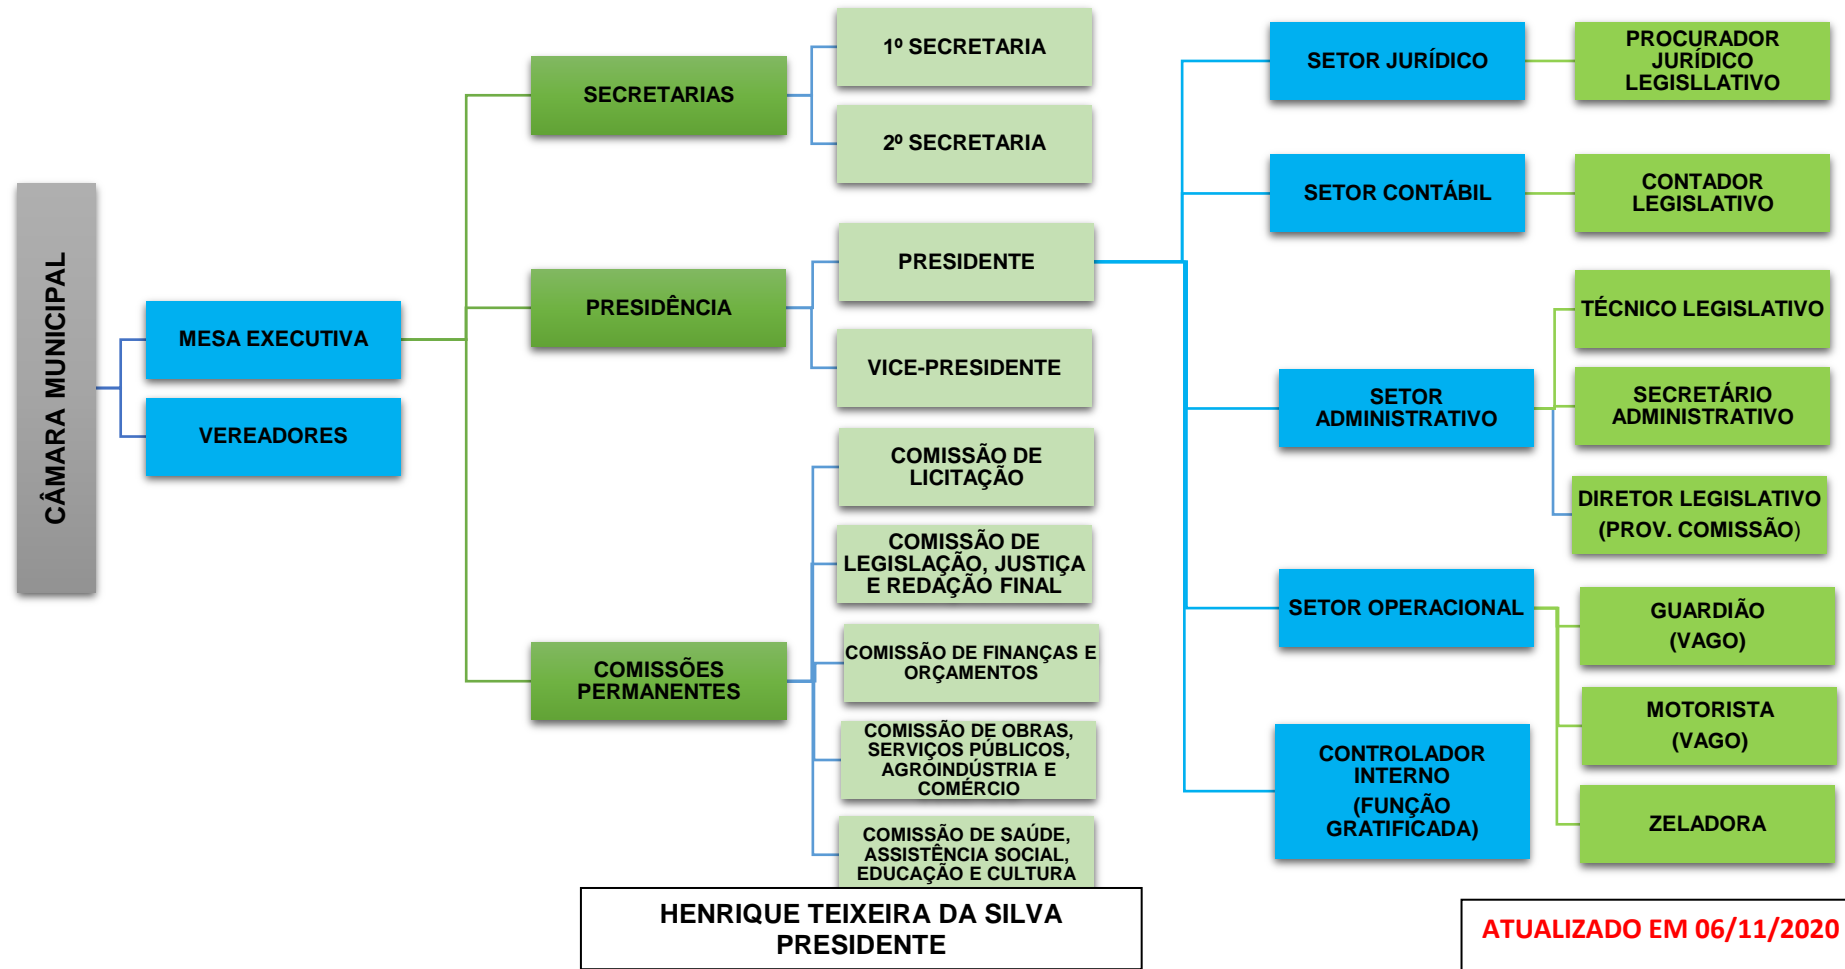 CÂMARA MUNICIPAL
MESA EXECUTIVA
VEREADORES
SECRETARIAS
PRESIDÊNCIA
COMISSÕES
PERMANENTES
1º SECRETARIA
2º SECRETARIA
PRESIDENTE
VICE-PRESIDENTE
COMISSÃO DE
LICITAÇÃO
COMISSÃO DE
LEGISLAÇÃO, JUSTIÇA
E REDAÇÃO FINAL
COMISSÃO DE FINANÇAS E
ORÇAMENTOS
COMISSÃO DE OBRAS,
SERVIÇOS PÚBLICOS,
AGROINDÚSTRIA E
COMÉRCIO
COMISSÃO DE SAÚDE,
ASSISTÊNCIA SOCIAL,
EDUCAÇÃO E CULTURA
SETOR JURÍDICO
SETOR CONTÁBIL
SETOR
ADMINISTRATIVO
SETOR OPERACIONAL
CONTROLADOR
INTERNO
(FUNÇÃO
GRATIFICADA)
PROCURADOR
JURÍDICO
LEGISLLATIVO
CONTADOR
LEGISLATIVO
TÉCNICO LEGISLATIVO
SECRETÁRIO
ADMINISTRATIVO
DIRETOR LEGISLATIVO
(PROV. COMISSÃO)
GUARDIÃO
(VAGO)
MOTORISTA
(VAGO)
ZELADORA
HENRIQUE TEIXEIRA DA SILVA
PRESIDENTE
ATUALIZADO EM 06/11/2020